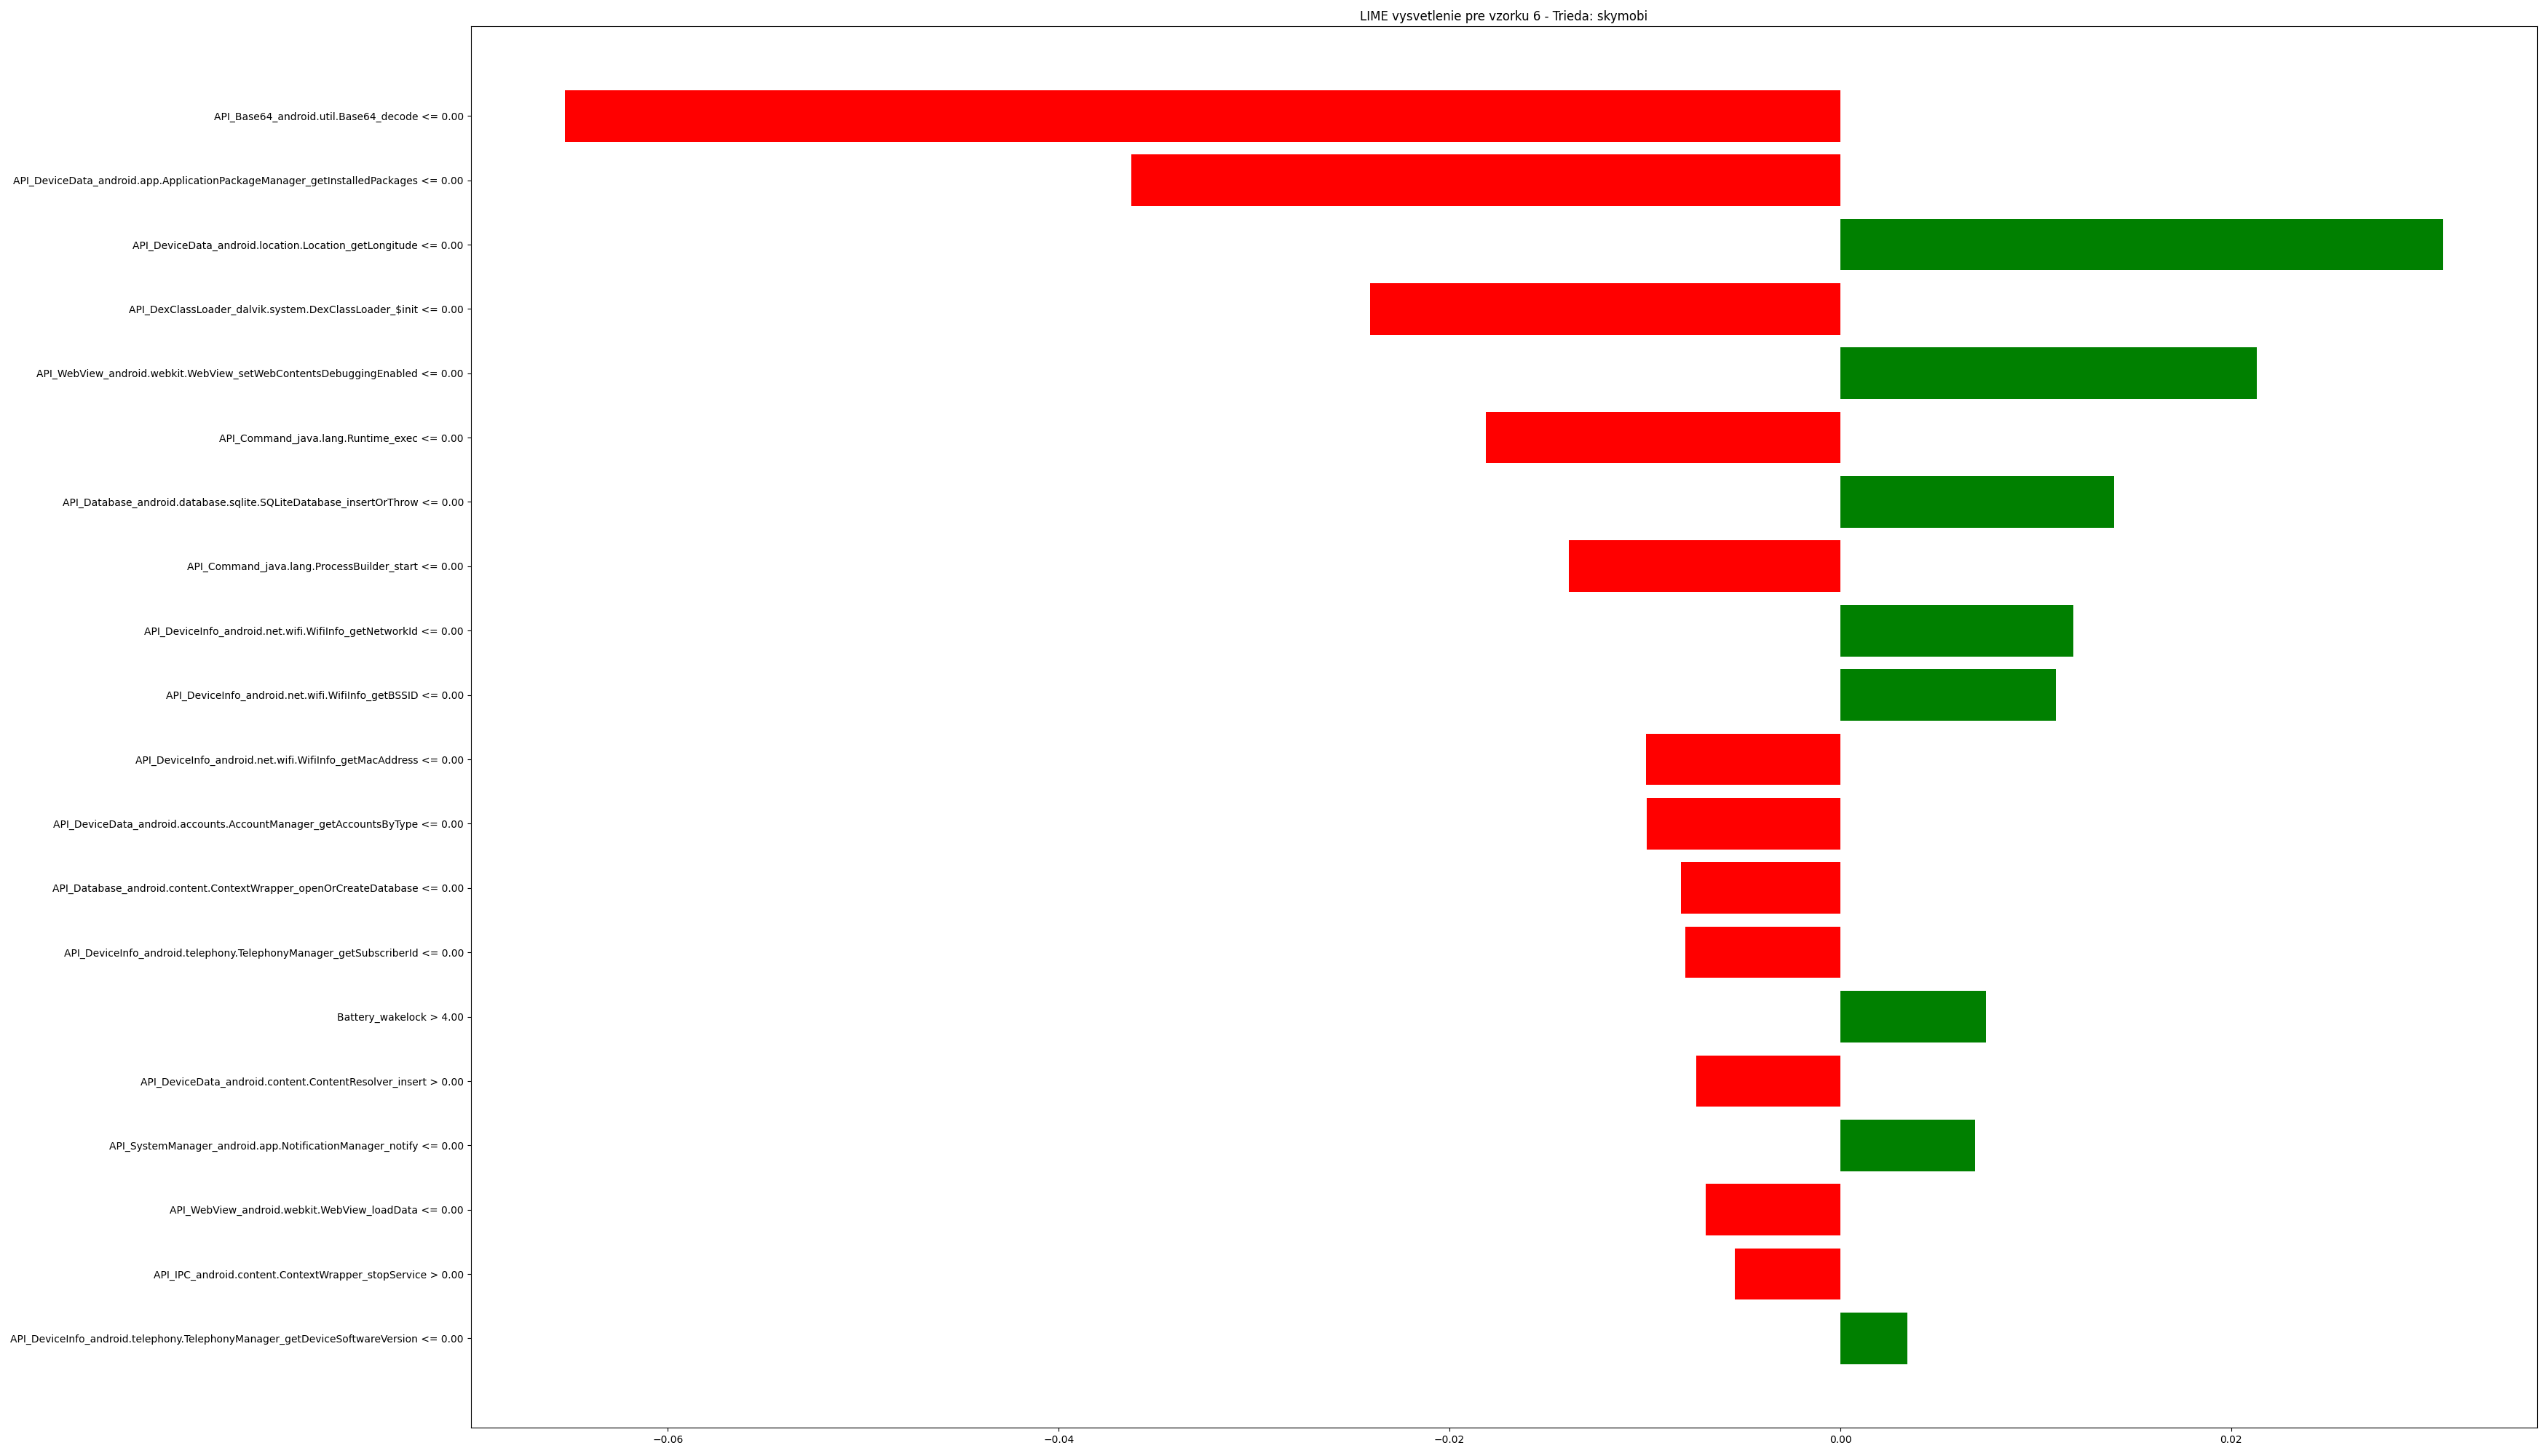 LIME vysvetlenie pre vzorku 6 - Trieda: skymobi
API_Base64_android.util.Base64_decode <= 0.00
API_DeviceData_android.app.ApplicationPackageManager_getInstalledPackages <= 0.00
API_DeviceData_android.location.Location_getLongitude <= 0.00
API_DexClassLoader_dalvik.system.DexClassLoader_$init <= 0.00
API_WebView_android.webkit.WebView_setWebContentsDebuggingEnabled <= 0.00
API_Command_java.lang.Runtime_exec <= 0.00
API_Database_android.database.sqlite.SQLiteDatabase_insertOrThrow <= 0.00
API_Command_java.lang.ProcessBuilder_start <= 0.00
API_DeviceInfo_android.net.wifi.WifiInfo_getNetworkId <= 0.00
API_DeviceInfo_android.net.wifi.WifiInfo_getBSSID <= 0.00
API_DeviceInfo_android.net.wifi.WifiInfo_getMacAddress <= 0.00
API_DeviceData_android.accounts.AccountManager_getAccountsByType <= 0.00
API_Database_android.content.ContextWrapper_openOrCreateDatabase <= 0.00
API_DeviceInfo_android.telephony.TelephonyManager_getSubscriberId <= 0.00
Battery_wakelock > 4.00
API_DeviceData_android.content.ContentResolver_insert > 0.00
API_SystemManager_android.app.NotificationManager_notify <= 0.00
API_WebView_android.webkit.WebView_loadData <= 0.00
API_IPC_android.content.ContextWrapper_stopService > 0.00
API_DeviceInfo_android.telephony.TelephonyManager_getDeviceSoftwareVersion <= 0.00
−0.06 −0.04 −0.02 0.00 0.02